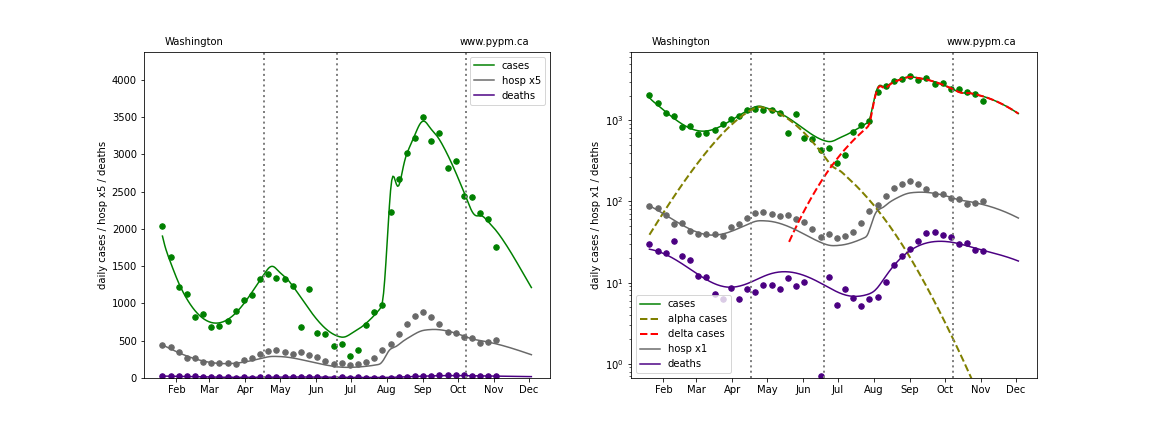 Washington www.pypm.ca
4000
3500
3000
2500
2000
1500
1000
500
0
daily cases / hosp x5 / deaths
cases
hosp x5
deaths
Feb Mar Apr May Jun Jul Aug Sep Oct Nov Dec
Washington www.pypm.ca
10³
10²
10¹
10⁰
daily cases / hosp x1 / deaths
cases
alpha cases
delta cases
hosp x1
deaths
Feb Mar Apr May Jun Jul Aug Sep Oct Nov Dec